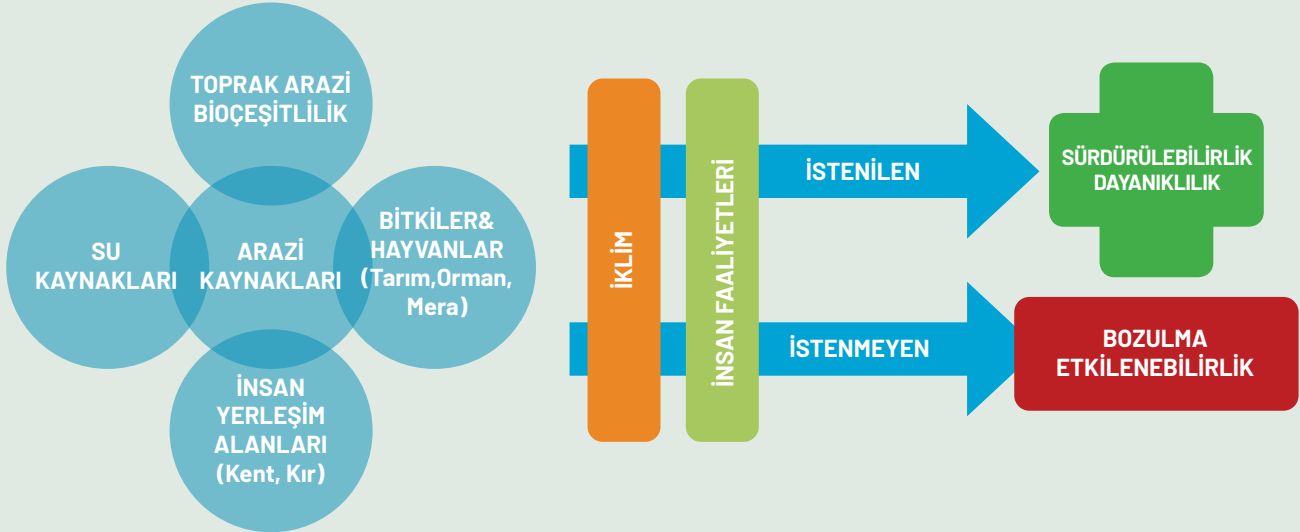 TOPRAK ARAZİ
BİOÇEŞİTLİLİK
SU
KAYNAKLARI
ARAZİ
KAYNAKLARI
BİTKİLER&
HAYVANLAR
(Tarım,Orman,
Mera)
İNSAN
YERLEŞİM
ALANLARI
(Kent, Kır)
İKLİM
İNSAN FAALİYETLERİ
İSTENİLEN
SÜRDÜRÜLEBİLİRLİK
DAYANIKLILIK
İSTENMEYEN
BOZULMA
ETKİLENEBİLİRLİK